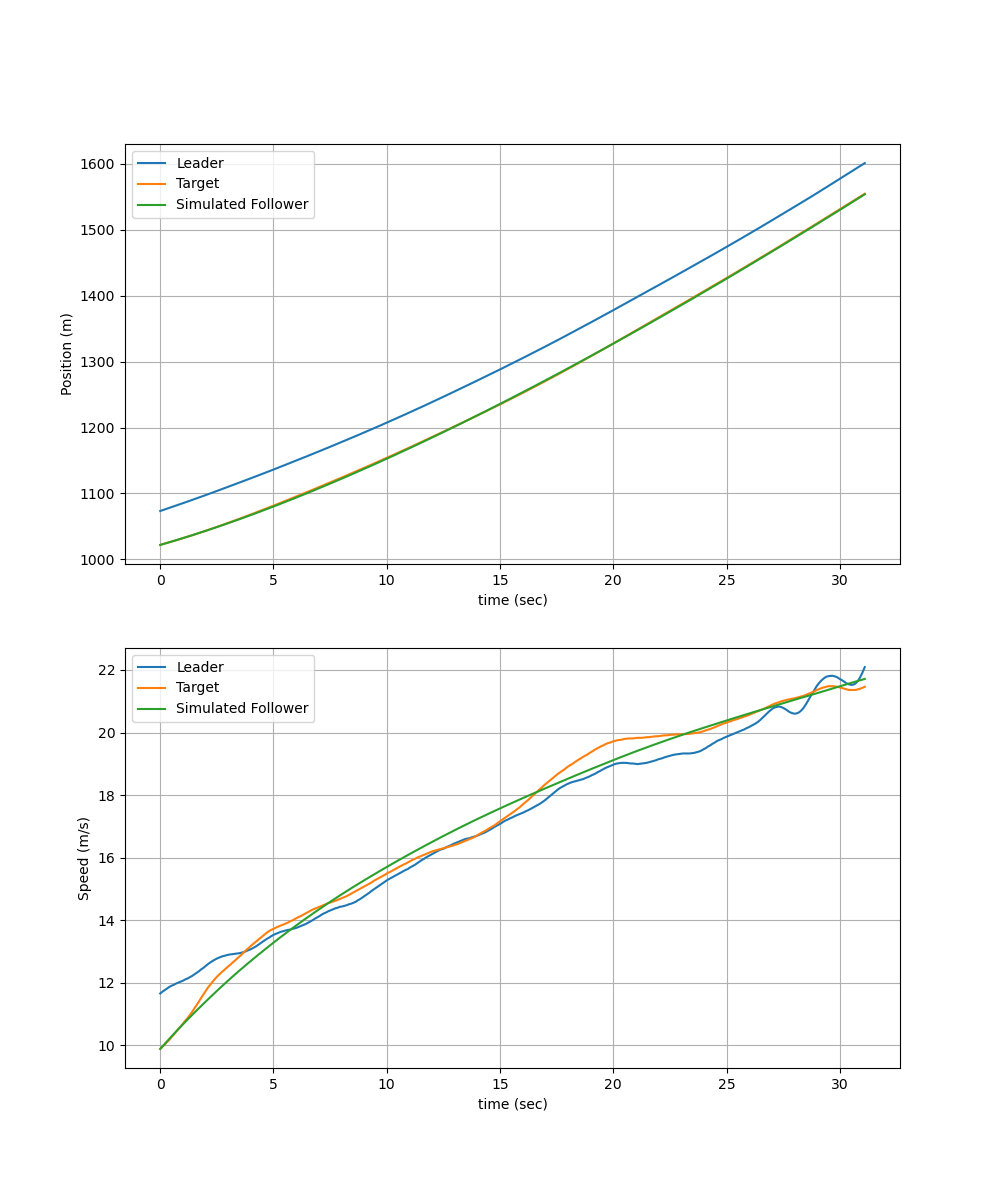 Leader
Target
Simulated Follower
1600
1500
1400
1300
1200
1100
1000
Position (m)
0 5 10 15 20 25 30
time (sec)
Leader
Target
Simulated Follower
22
20
18
16
14
12
10
Speed (m/s)
0 5 10 15 20 25 30
time (sec)